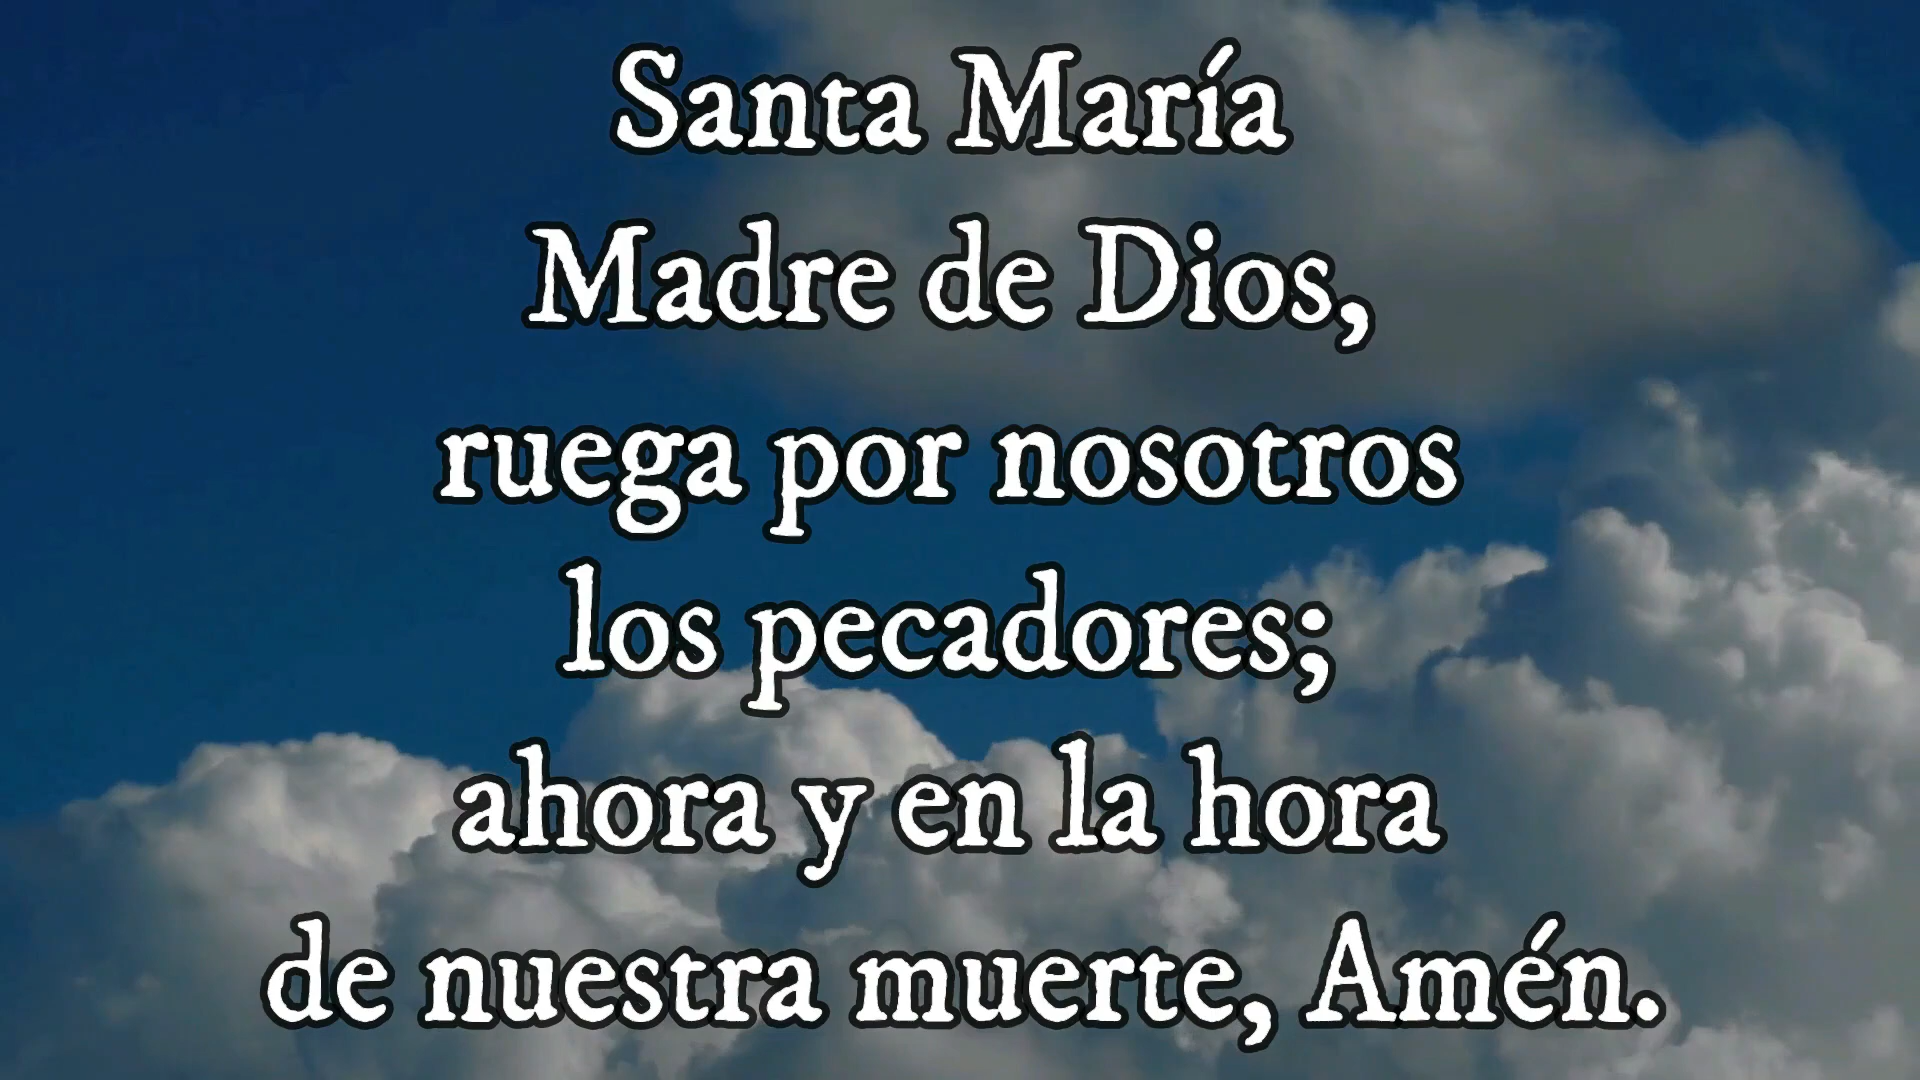 Santa María
Madre de Dios,
ruega por nosotros
los pecadores;
ahora y en la hora
de nuestra muerte, Amén.